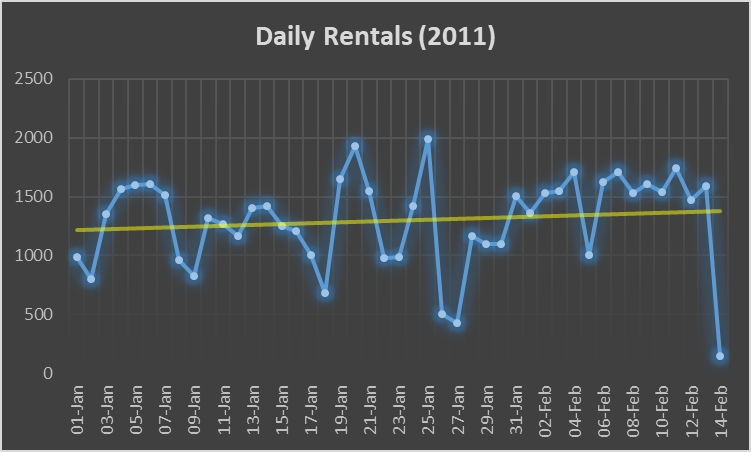 Daily Rentals (2011)
2500
2000
1500
1000
500
0
01-Jan
03-Jan
05-Jan
07-Jan
09-Jan
11-Jan
13-Jan
15-Jan
17-Jan
19-Jan
21-Jan
23-Jan
25-Jan
27-Jan
29-Jan
31-Jan
02-Feb
04-Feb
06-Feb
08-Feb
10-Feb
12-Feb
14-Feb